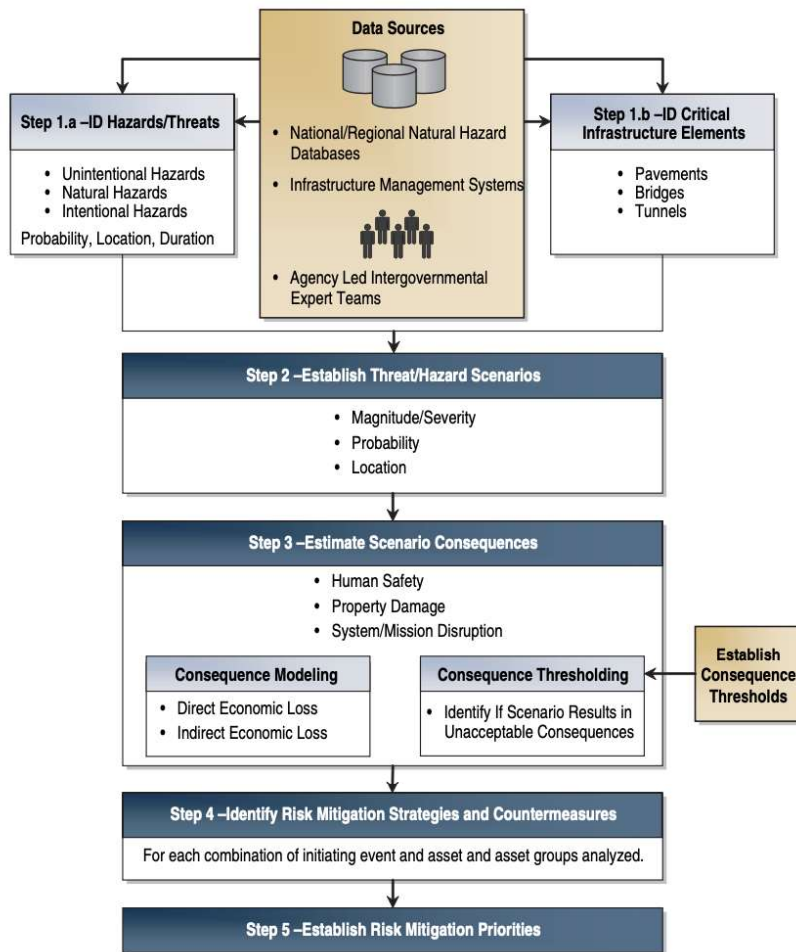 Data Sources
• National/Regional Natural Hazard
Databases
• Infrastructure Management Systems
• Agency Led Intergovernmental
Expert Teams
Step 1.a –ID Hazards/Threats
• Unintentional Hazards
• Natural Hazards
• Intentional Hazards
Probability, Location, Duration
Step 1.b –ID Critical
Infrastructure Elements
• Pavements
• Bridges
• Tunnels
Step 2 –Establish Threat/Hazard Scenarios
• Magnitude/Severity
• Probability
• Location
Step 3 –Estimate Scenario Consequences
• Human Safety
• Property Damage
• System/Mission Disruption
Consequence Modeling
• Direct Economic Loss
• Indirect Economic Loss
Consequence Thresholding
• Identify If Scenario Results in
Unacceptable Consequences
Establish
Consequence
Thresholds
Step 4 –Identify Risk Mitigation Strategies and Countermeasures
For each combination of initiating event and asset and asset groups analyzed.
Step 5 –Establish Risk Mitigation Priorities